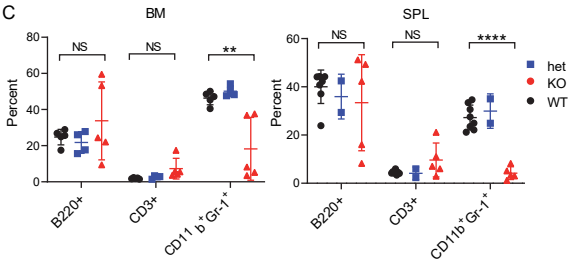 C
BM
NS
NS
**
Percent
80
60
40
20
0
B220+
CD3+
CD11 b+Gr-1+
SPL
NS
NS
****
Percent
60
40
20
0
B220+
CD3+
CD11b+Gr-1+
het
KO
WT